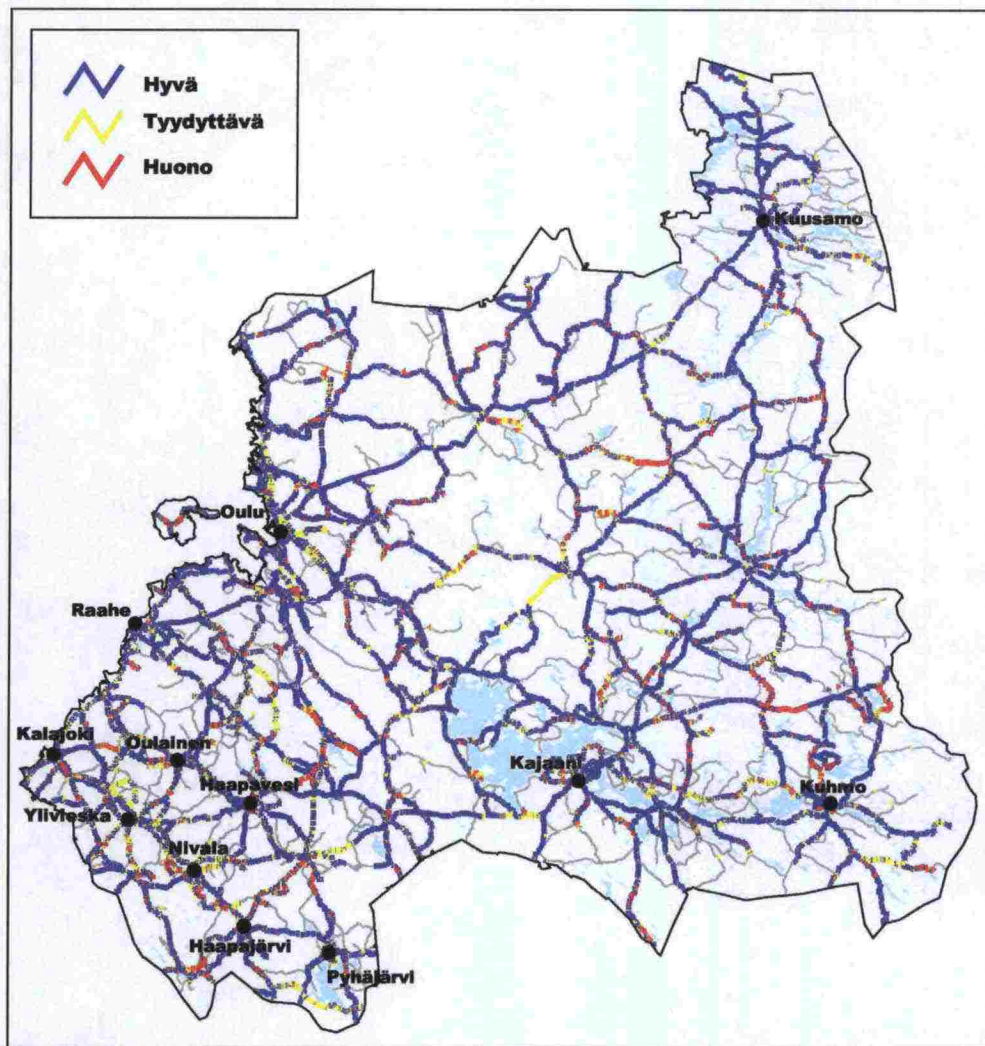 Hyvä
Tyydyttävä
Huono
Kuusamo
Oulu
Raahe
Kalajoki
Oulainen
Haapavesi
Kajaani
Kuhmo
Ylivieska
Nivala
Haapajärvi
Pyhäjärvi